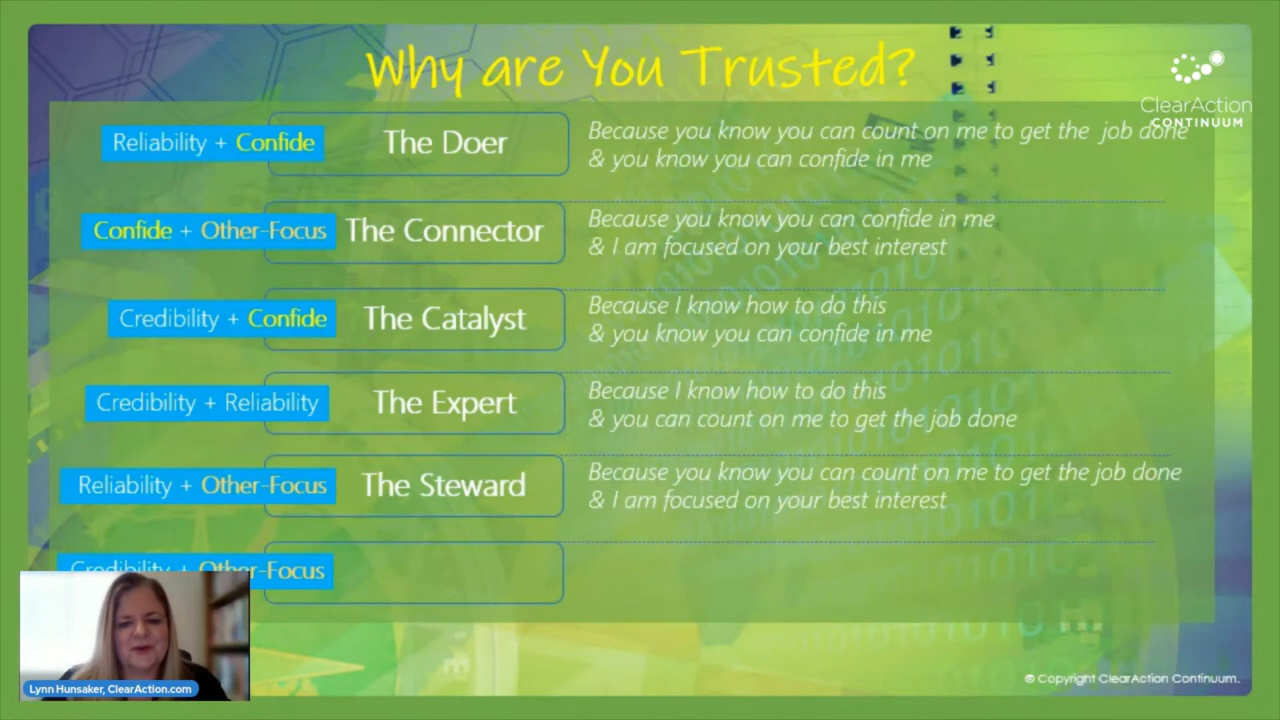 Why are You Trusted?
ClearAction
CONTINUUM
Reliability + Confide
The Doer
Because you know you can count on me to get the job done
& you know you can confide in me
Confide + Other-Focus
The Connector
Because you know you can confide in me
& I am focused on your best interest
Credibility + Confide
The Catalyst
Because I know how to do this
& you know you can confide in me
Credibility + Reliability
The Expert
Because I know how to do this
& you can count on me to get the job done
Reliability + Other-Focus
The Steward
Because you know you can count on me to get the job done
& I am focused on your best interest
Credibility + Other-Focus
Lynn Hunsaker, ClearAction.com
© Copyright ClearAction Continuum.